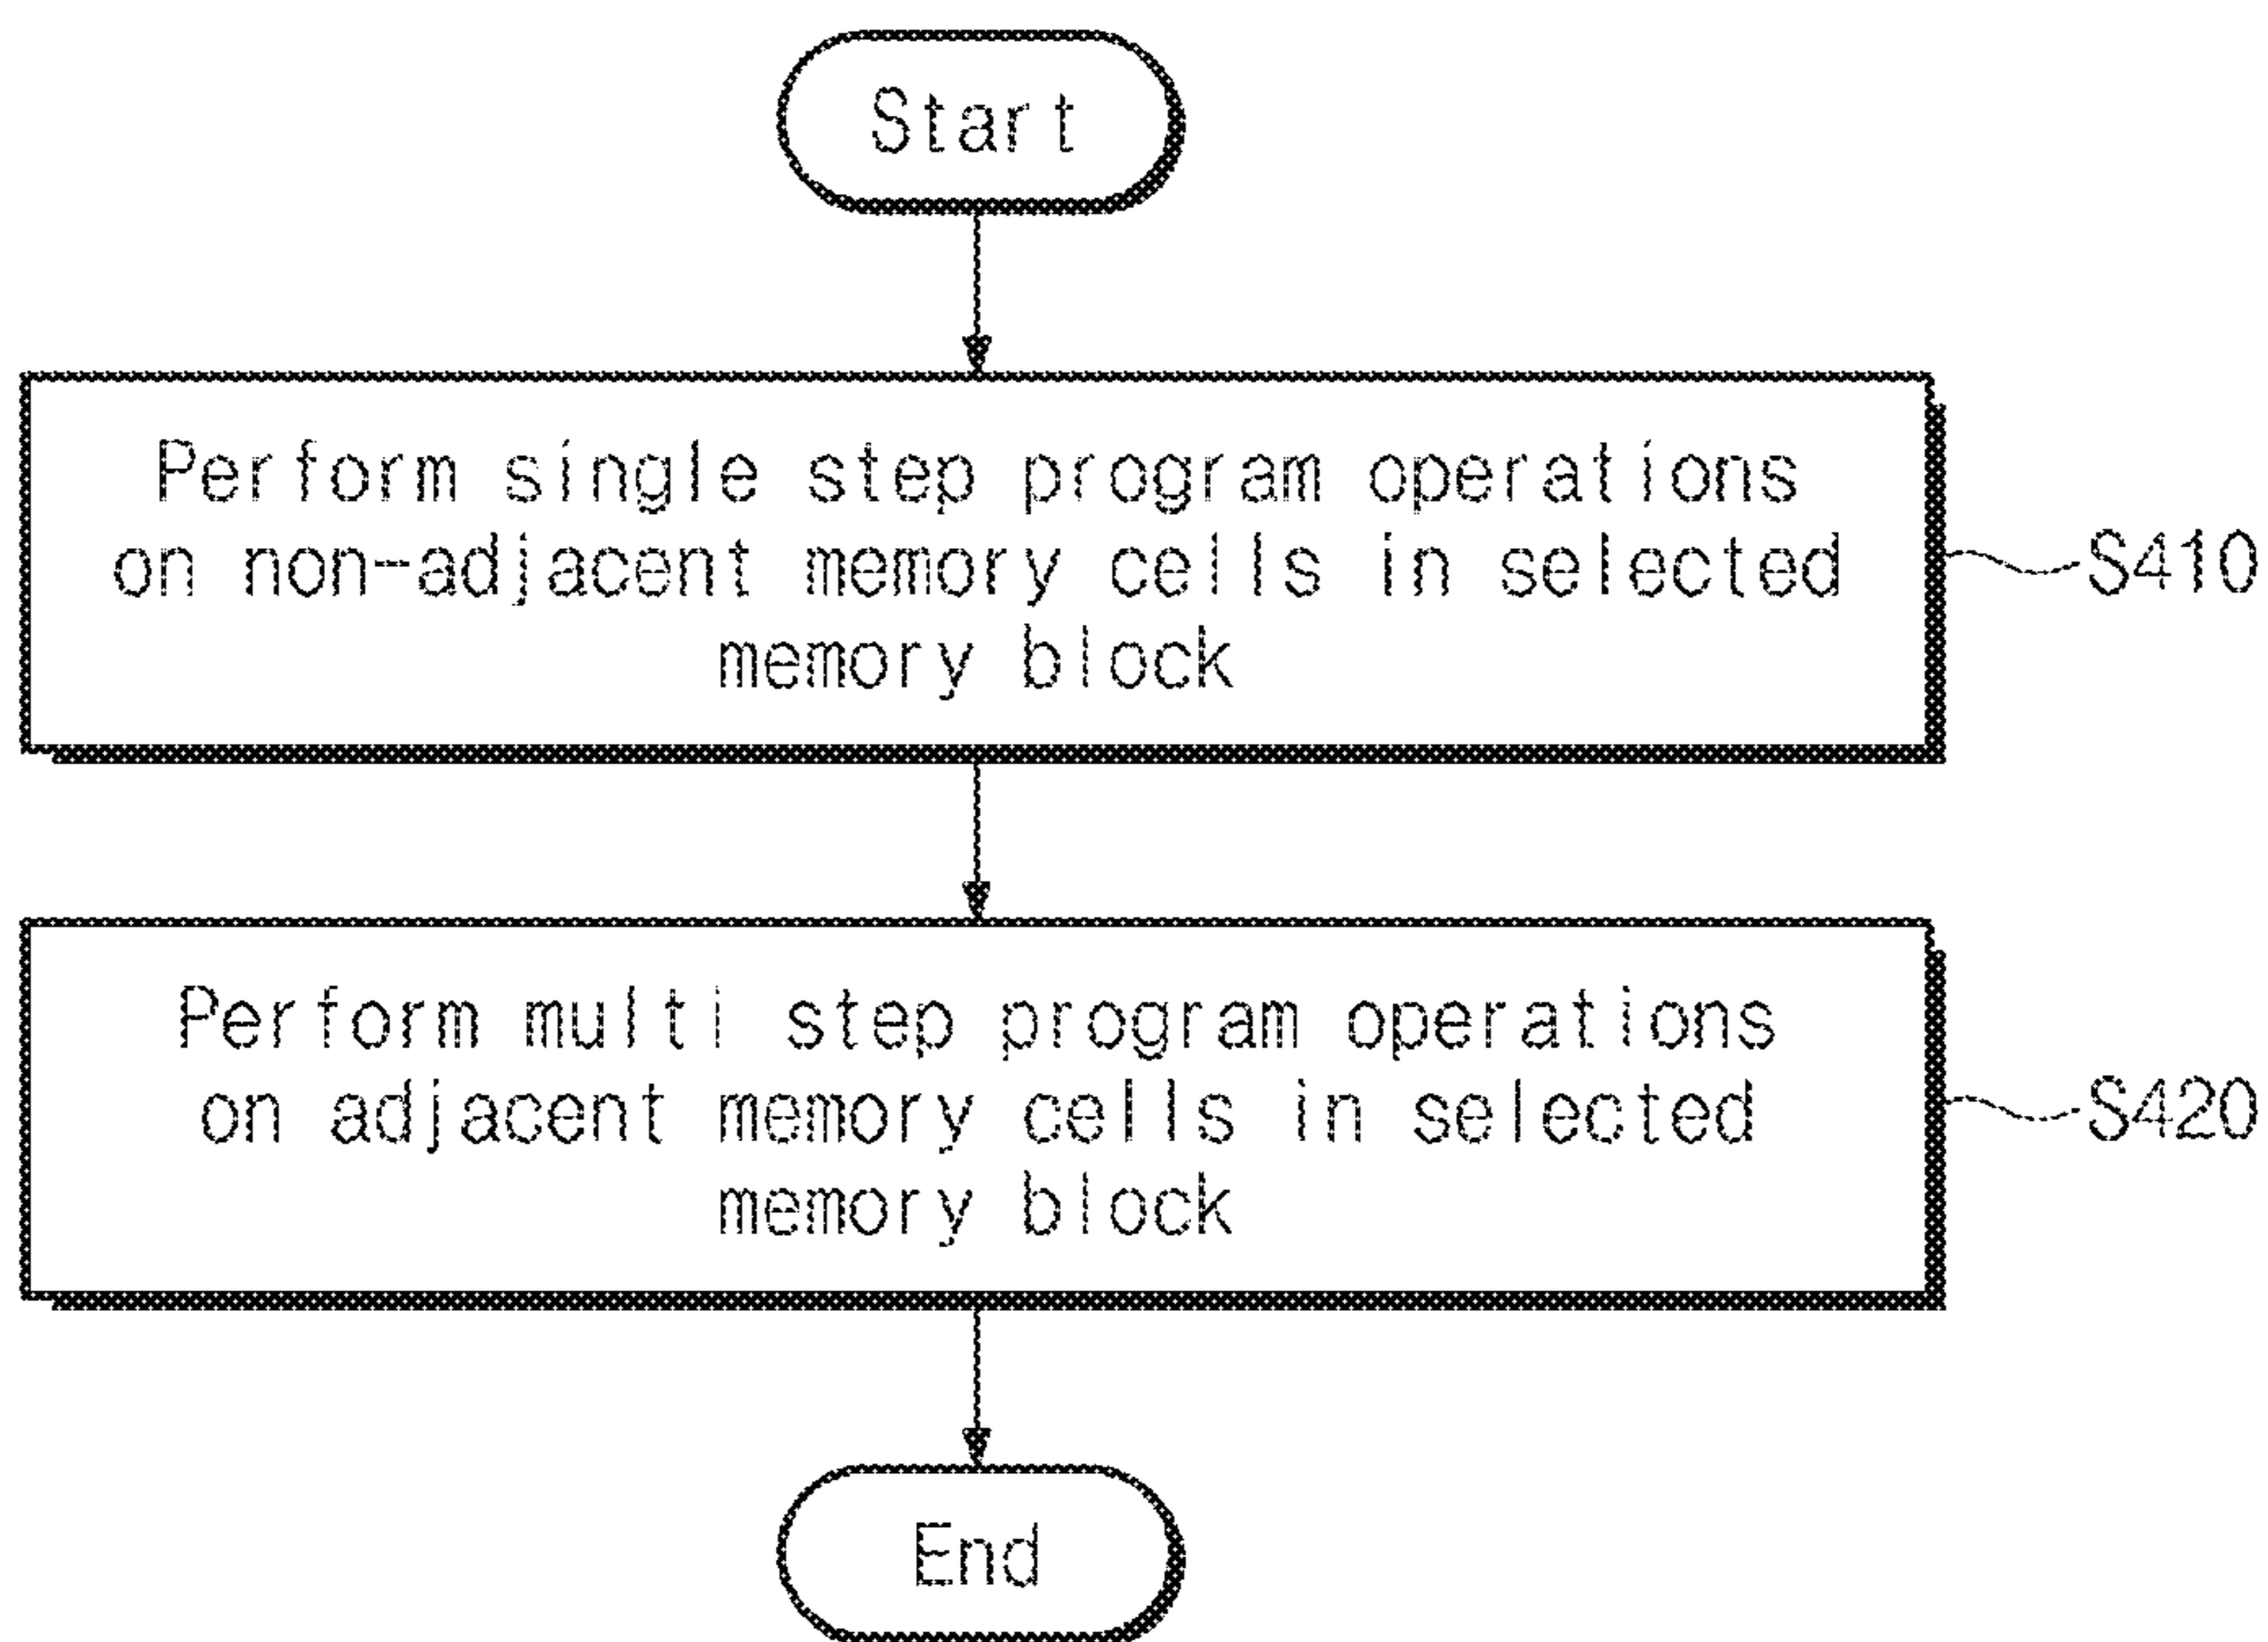 Start
Perform single step program operations
on non-adjacent memory cells in selected
memory block
S410
Perform multi step program operations
on adjacent memory cells in selected
memory block
S420
End